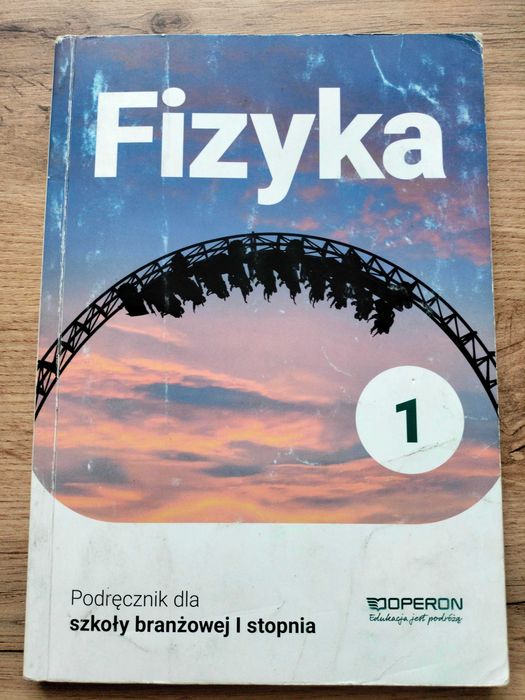 Fizyka
1
Podręcznik dla
szkoły branżowej I stopnia
OPERON
Edukacja jest podróżą